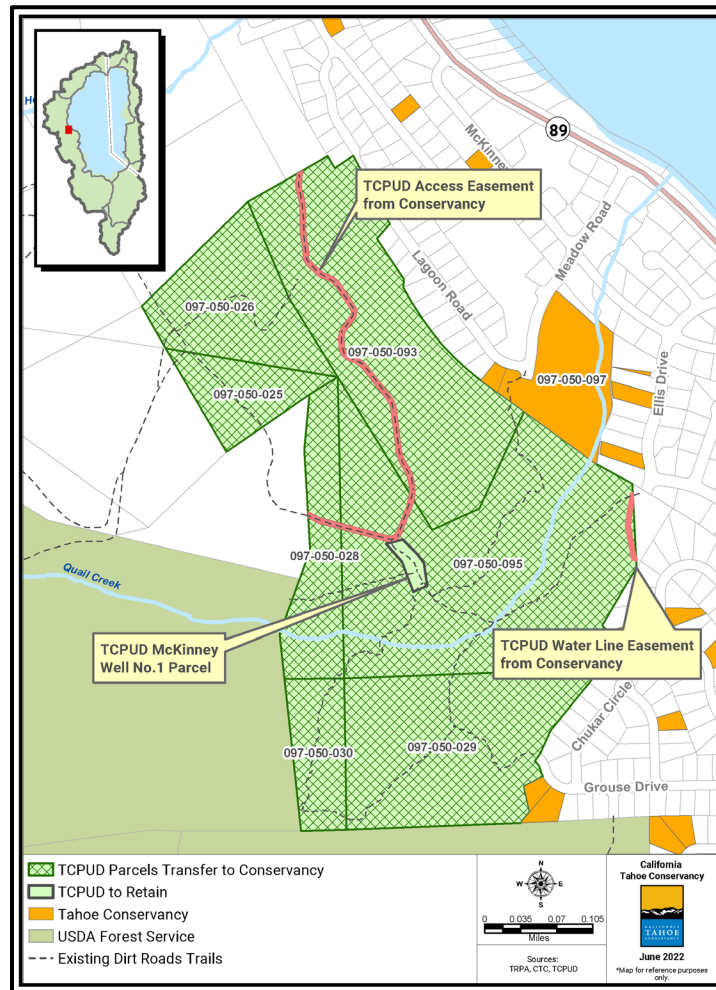 89
McKinney
TCPUD Access Easement
from Conservancy
Meadow Road
Lagoon Road
097-050-026
097-050-093
097-050-025
097-050-097
Ellis Drive
097-050-028
097-050-095
Quail Creek
TCPUD McKinney
Well No.1 Parcel
TCPUD Water Line Easement
from Conservancy
Chukar Circle
097-050-030
097-050-029
Grouse Drive
TCPUD Parcels Transfer to Conservancy
TCPUD to Retain
Tahoe Conservancy
USDA Forest Service
Existing Dirt Roads Trails
N
W
E
S
0 0.035 0.07 0.105
Miles
Sources:
TRPA, CTC, TCPUD
California
Tahoe Conservancy
CALIFORNIA
TAHOE
CONSERVANCY
June 2022
*Map for reference purposes
only.